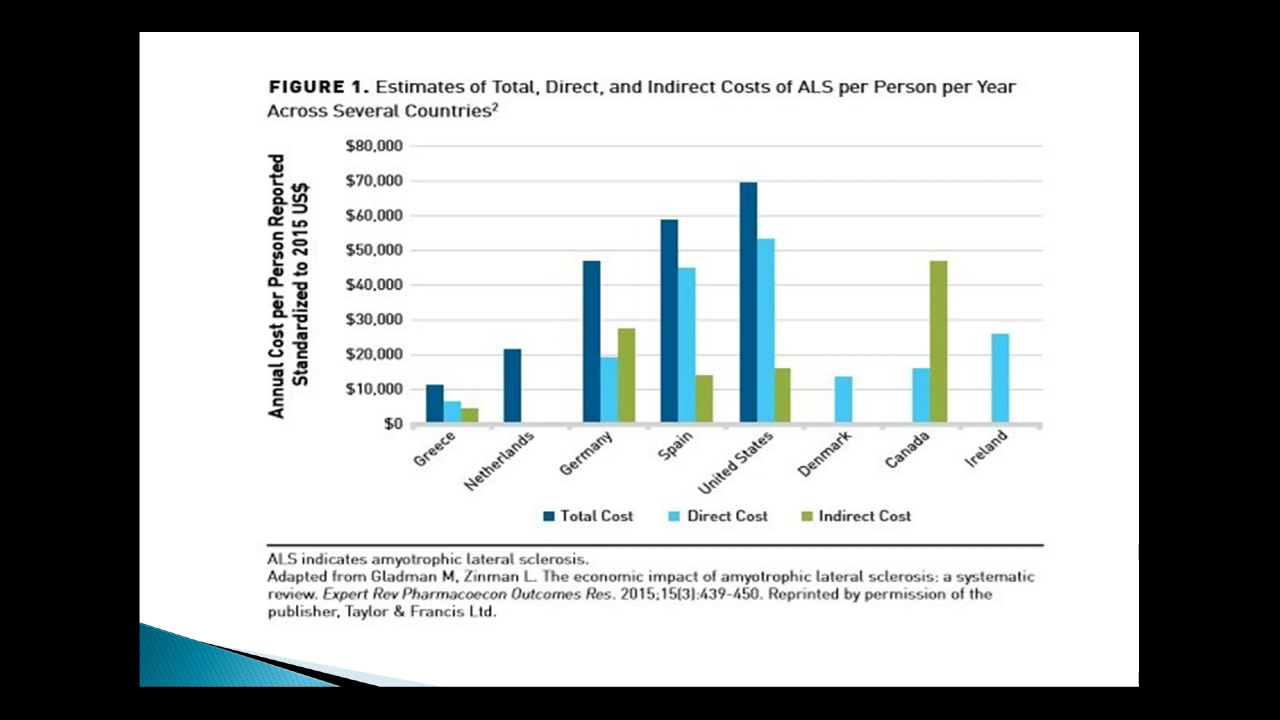 FIGURE 1. Estimates of Total, Direct, and Indirect Costs of ALS per Person per Year
Across Several Countries²
Annual Cost per Person Reported
Standardized to 2015 US$
$80,000
$70,000
$60,000
$50,000
$40,000
$30,000
$20,000
$10,000
$0
Greece
Netherlands
Germany
Spain
United States
Denmark
Canada
Ireland
Total Cost
Direct Cost
Indirect Cost
ALS indicates amyotrophic lateral sclerosis.
Adapted from Gladman M, Zinman L. The economic impact of amyotrophic lateral sclerosis: a systematic
review. Expert Rev Pharmacoecon Outcomes Res. 2015;15(3):439-450. Reprinted by permission of the
publisher, Taylor & Francis Ltd.